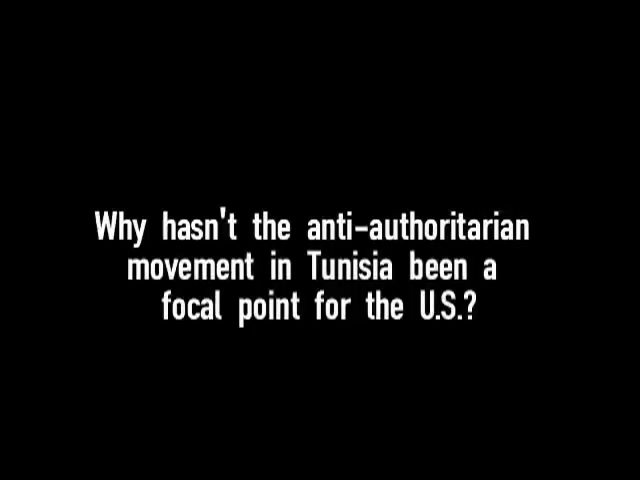 Why hasn't the anti-authoritarian
movement in Tunisia been a
focal point for the U.S.?